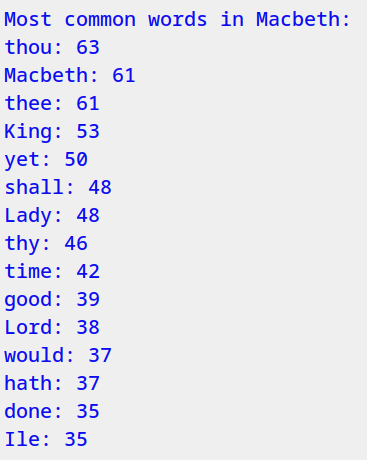 Most common words in Macbeth:
thou: 63
Macbeth: 61
thee: 61
King: 53
yet: 50
shall: 48
Lady: 48
thy: 46
time: 42
good: 39
Lord: 38
would: 37
hath: 37
done: 35
Ile: 35